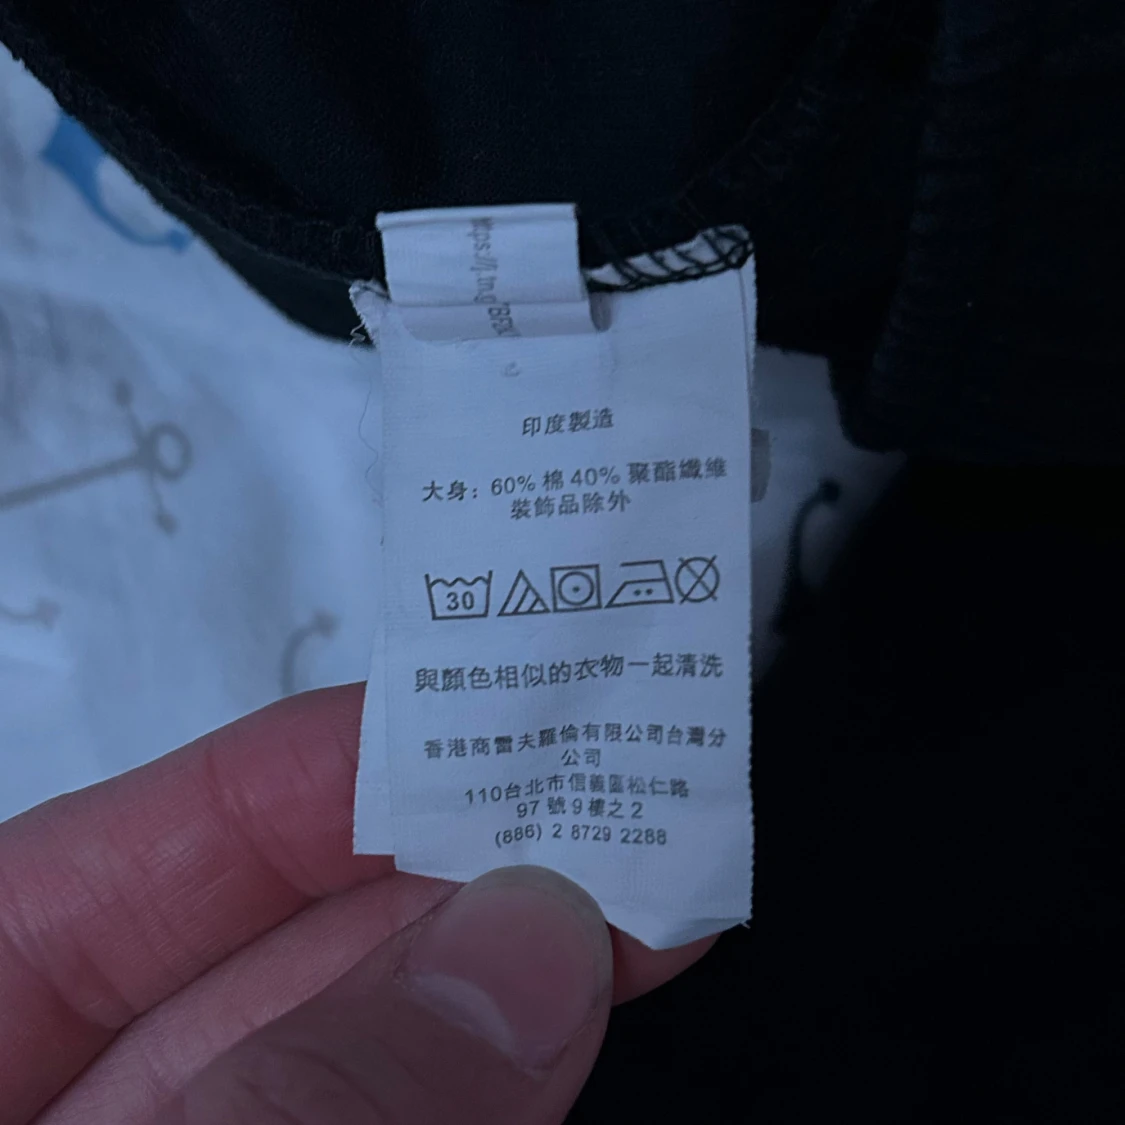 印度製造
大身：60% 棉 40% 聚酯纖維
裝飾品除外
30
與顏色相似的衣物一起清洗
香港商雷夫羅倫有限公司台灣分
公司
110台北市信義區松仁路
97 號 9 樓之 2
(886) 2 8729 2288